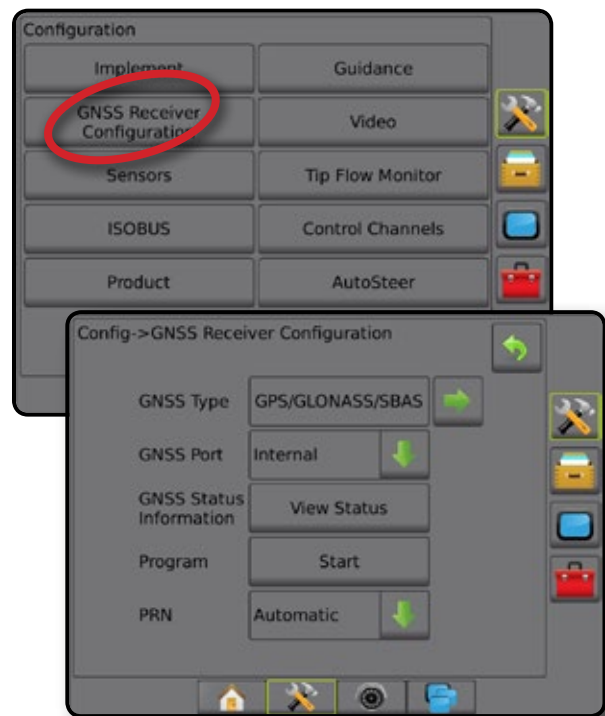 Configuration
Implement
Guidance
GNSS Receiver
Configuration
Video
Sensors
Tip Flow Monitor
ISOBUS
Control Channels
Product
AutoSteer
Config->GNSS Receiver Configuration
GNSS Type
GPS/GLONASS/SBAS
GNSS Port
Internal
GNSS Status
Information
View Status
Program
Start
PRN
Automatic